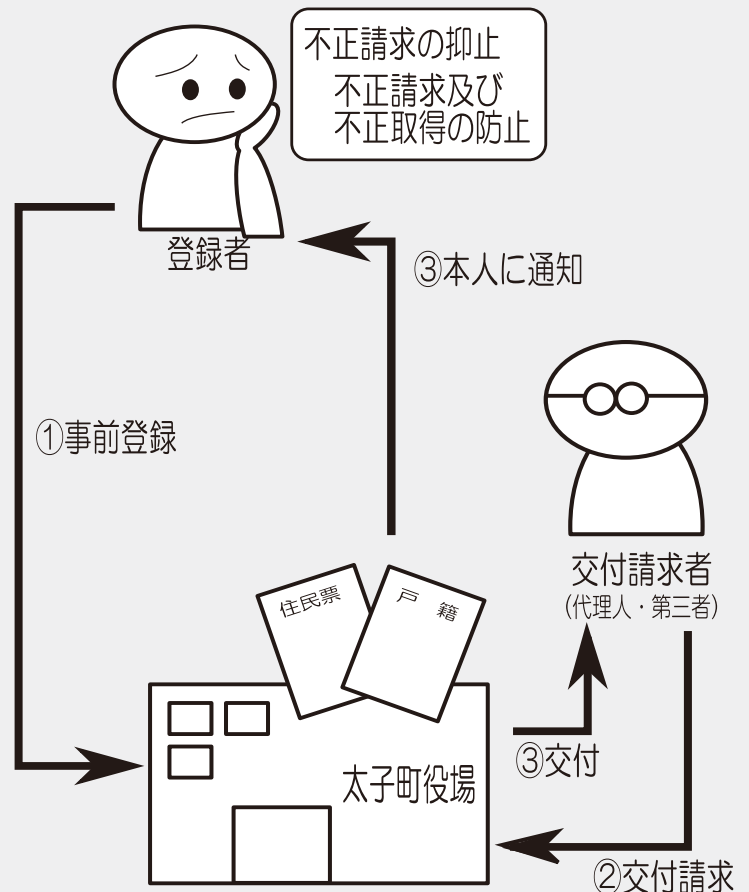 不正請求の抑止
不正請求及び
不正取得の防止
登録者
③本人に通知
①事前登録
交付請求者
(代理人・第三者)
住民票
戸籍
太子町役場
③交付
②交付請求